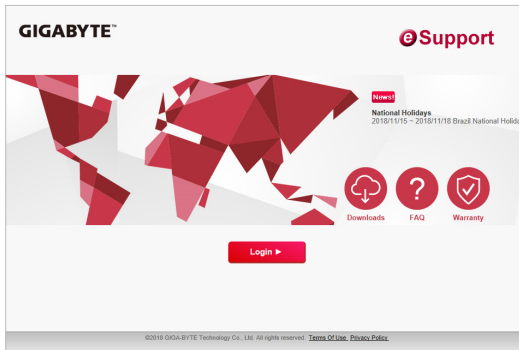 GIGABYTE™
eSupport
News!
National Holidays
2018/11/15 ~ 2018/11/18 Brazil National Holida
?
Downloads
FAQ
Warranty
Login ►
©2018 GIGA-BYTE Technology Co., Ltd. All rights reserved. Terms Of Use Privacy Policy